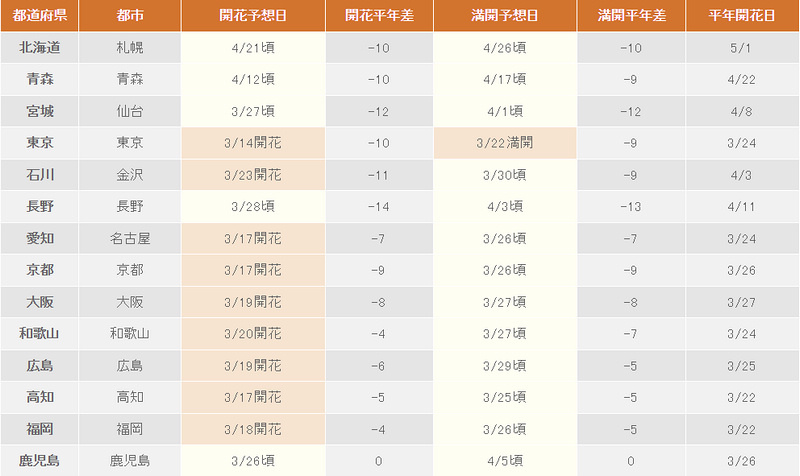 都道府県 都市 開花予想日 開花平年差 満開予想日 満開平年差 平年開花日
北海道 札幌 4/21頃 -10 4/26頃 -10 5/1
青森 青森 4/12頃 -10 4/17頃 -9 4/22
宮城 仙台 3/27頃 -12 4/1頃 -12 4/8
東京 東京 3/14開花 -10 3/22満開 -9 3/24
石川 金沢 3/23開花 -11 3/30頃 -9 4/3
長野 長野 3/28頃 -14 4/3頃 -13 4/11
愛知 名古屋 3/17開花 -7 3/26頃 -7 3/24
京都 京都 3/17開花 -9 3/26頃 -9 3/26
大阪 大阪 3/19開花 -8 3/27頃 -8 3/27
和歌山 和歌山 3/20開花 -4 3/27頃 -7 3/24
広島 広島 3/19開花 -6 3/29頃 -5 3/25
高知 高知 3/17開花 -5 3/25頃 -5 3/22
福岡 福岡 3/18開花 -4 3/26頃 -5 3/22
鹿児島 鹿児島 3/26頃 0 4/5頃 0 3/26